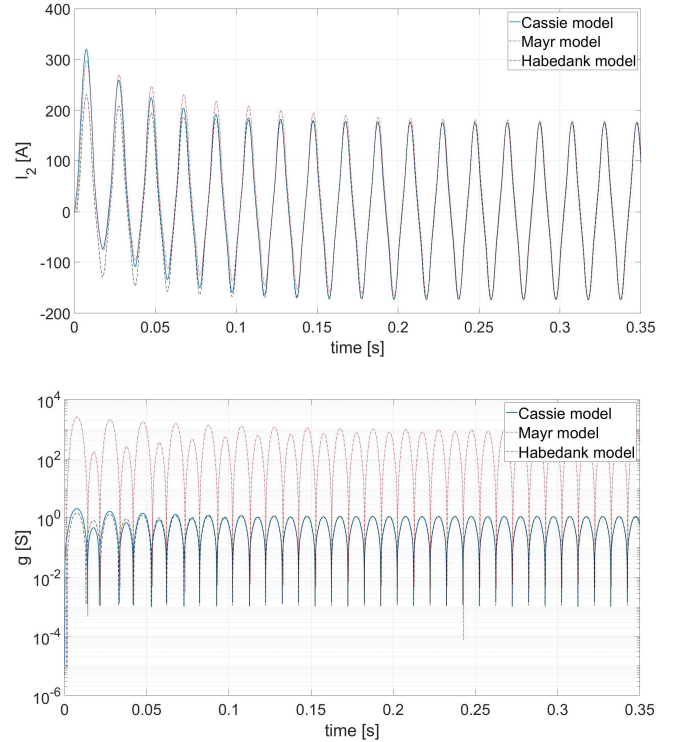 400
300
200
100
0
-100
-200
I2 [A]
0 0.05 0.1 0.15 0.2 0.25 0.3 0.35
time [s]
Cassie model
Mayr model
Habedank model
10^4
10^2
10^0
10^-2
10^-4
10^-6
g [S]
0 0.05 0.1 0.15 0.2 0.25 0.3 0.35
time [s]
Cassie model
Mayr model
Habedank model